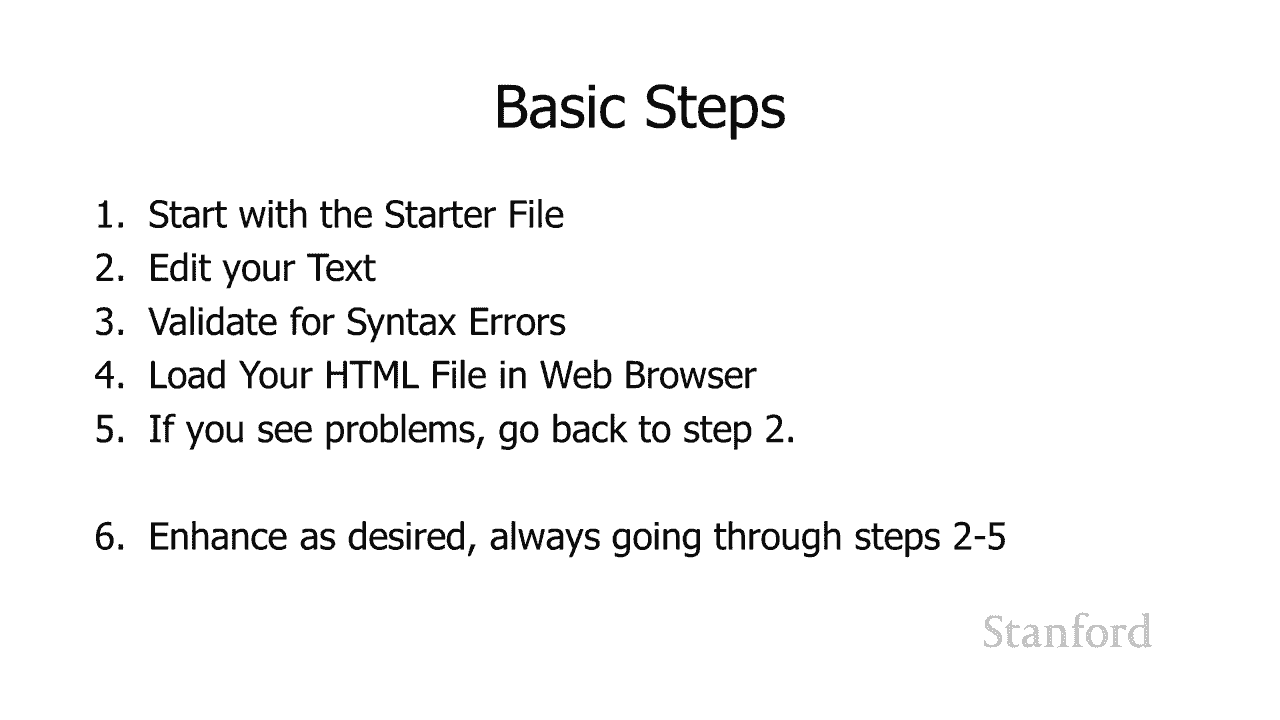 Basic Steps
1. Start with the Starter File
2. Edit your Text
3. Validate for Syntax Errors
4. Load Your HTML File in Web Browser
5. If you see problems, go back to step 2.
6. Enhance as desired, always going through steps 2-5
Stanford